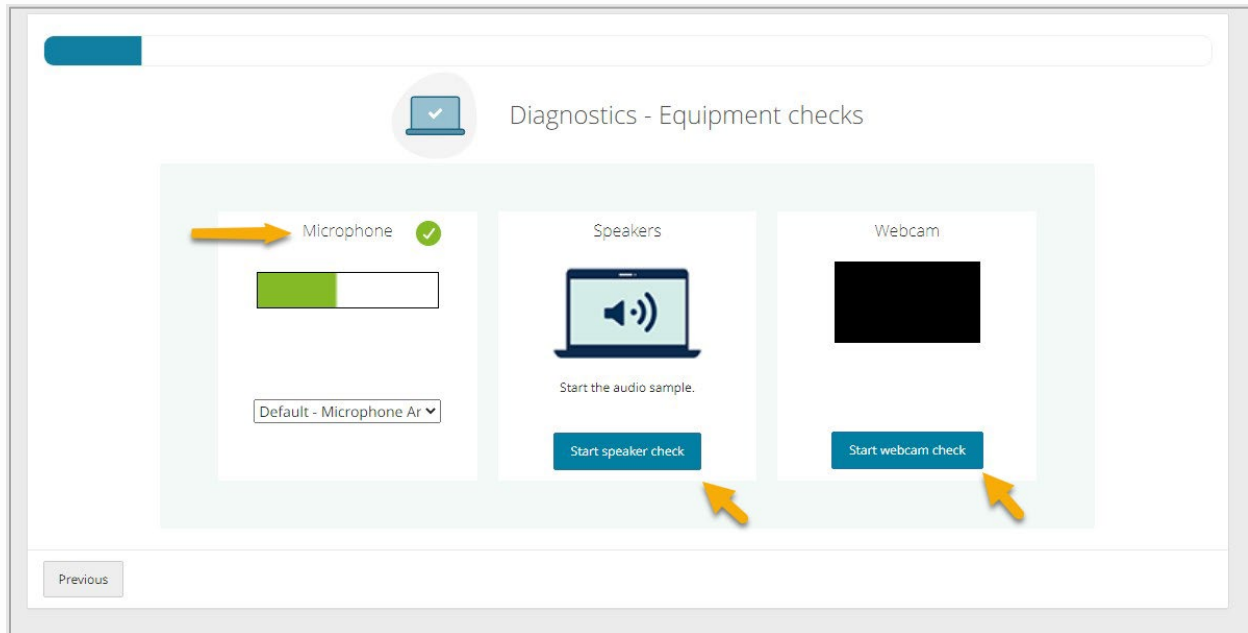 Diagnostics - Equipment checks
Microphone
Speakers
Webcam
Start the audio sample.
Default - Microphone Ar
Start speaker check
Start webcam check
Previous